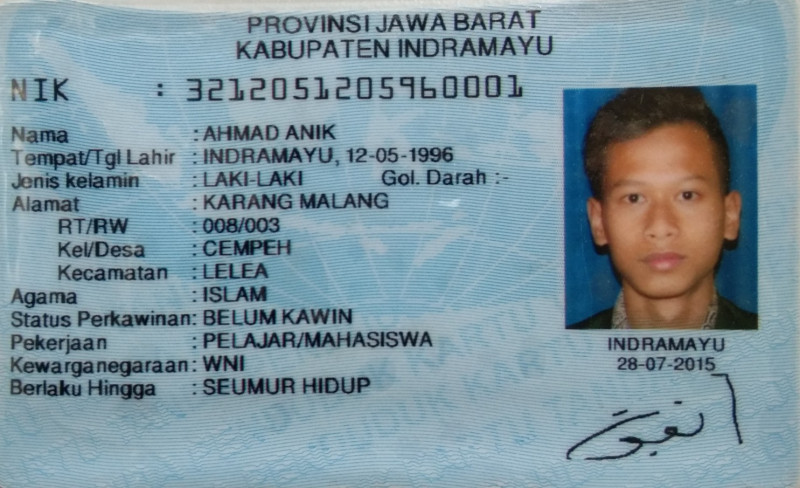 PROVINSI JAWA BARAT
KABUPATEN INDRAMAYU
NIK : 3212051205960001
Nama : AHMAD ANIK
Tempat/Tgl Lahir : INDRAMAYU, 12-05-1996
Jenis kelamin : LAKI-LAKI Gol. Darah :-
Alamat : KARANG MALANG
RT/RW : 008/003
Kel/Desa : CEMPEH
Kecamatan : LELEA
Agama : ISLAM
Status Perkawinan: BELUM KAWIN
Pekerjaan : PELAJAR/MAHASISWA
Kewarganegaraan: WNI
Berlaku Hingga : SEUMUR HIDUP
INDRAMAYU
28-07-2015